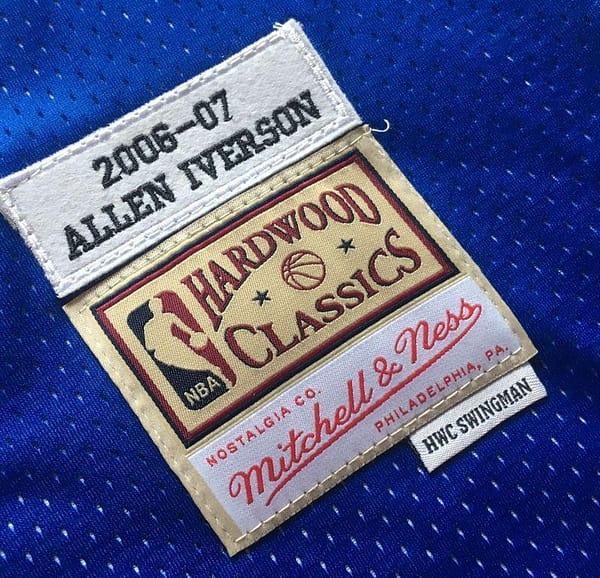 2006-07
ALLEN IVERSON
HARDWOOD
CLASSICS
NBA
NOSTALGIA CO.
Mitchell & Ness
PHILADELPHIA, PA.
HWC SWINGMAN